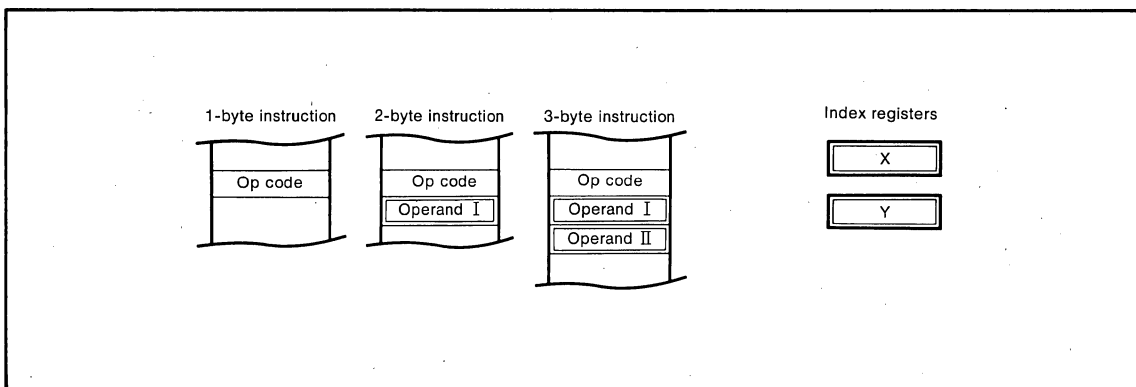 1-byte instruction
2-byte instruction
3-byte instruction
Index registers
Op code
Op code
Operand I
Op code
Operand I
Operand II
X
Y